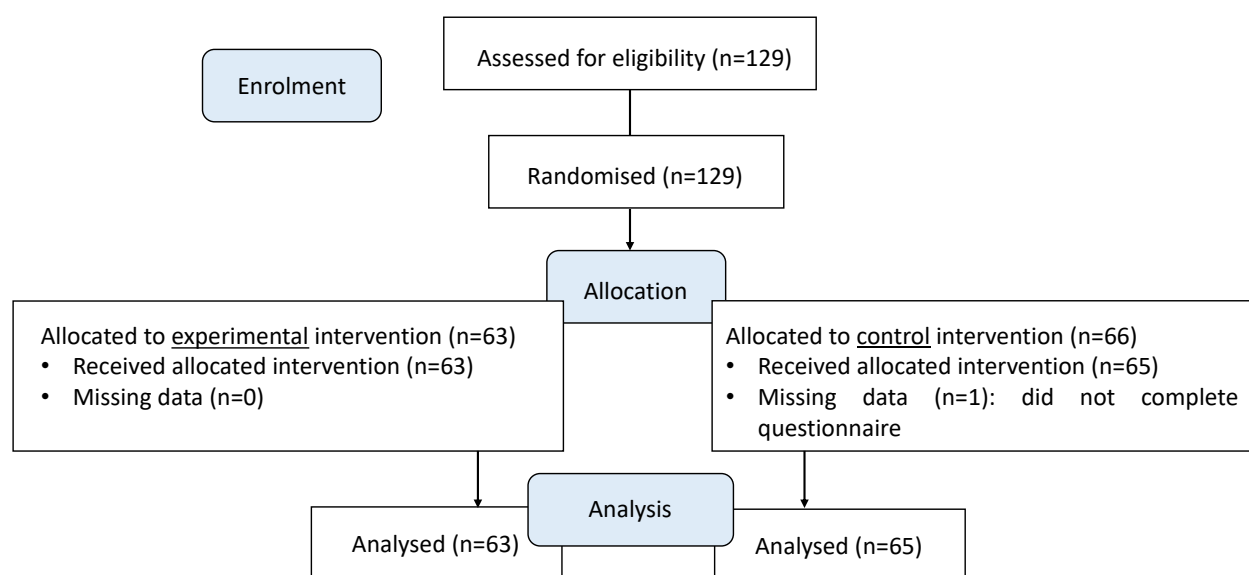 Assessed for eligibility (n=129)
Enrolment
Randomised (n=129)
Allocation
Allocated to experimental intervention (n=63)
• Received allocated intervention (n=63)
• Missing data (n=0)
Allocated to control intervention (n=66)
• Received allocated intervention (n=65)
• Missing data (n=1): did not complete
questionnaire
Analysis
Analysed (n=63)
Analysed (n=65)